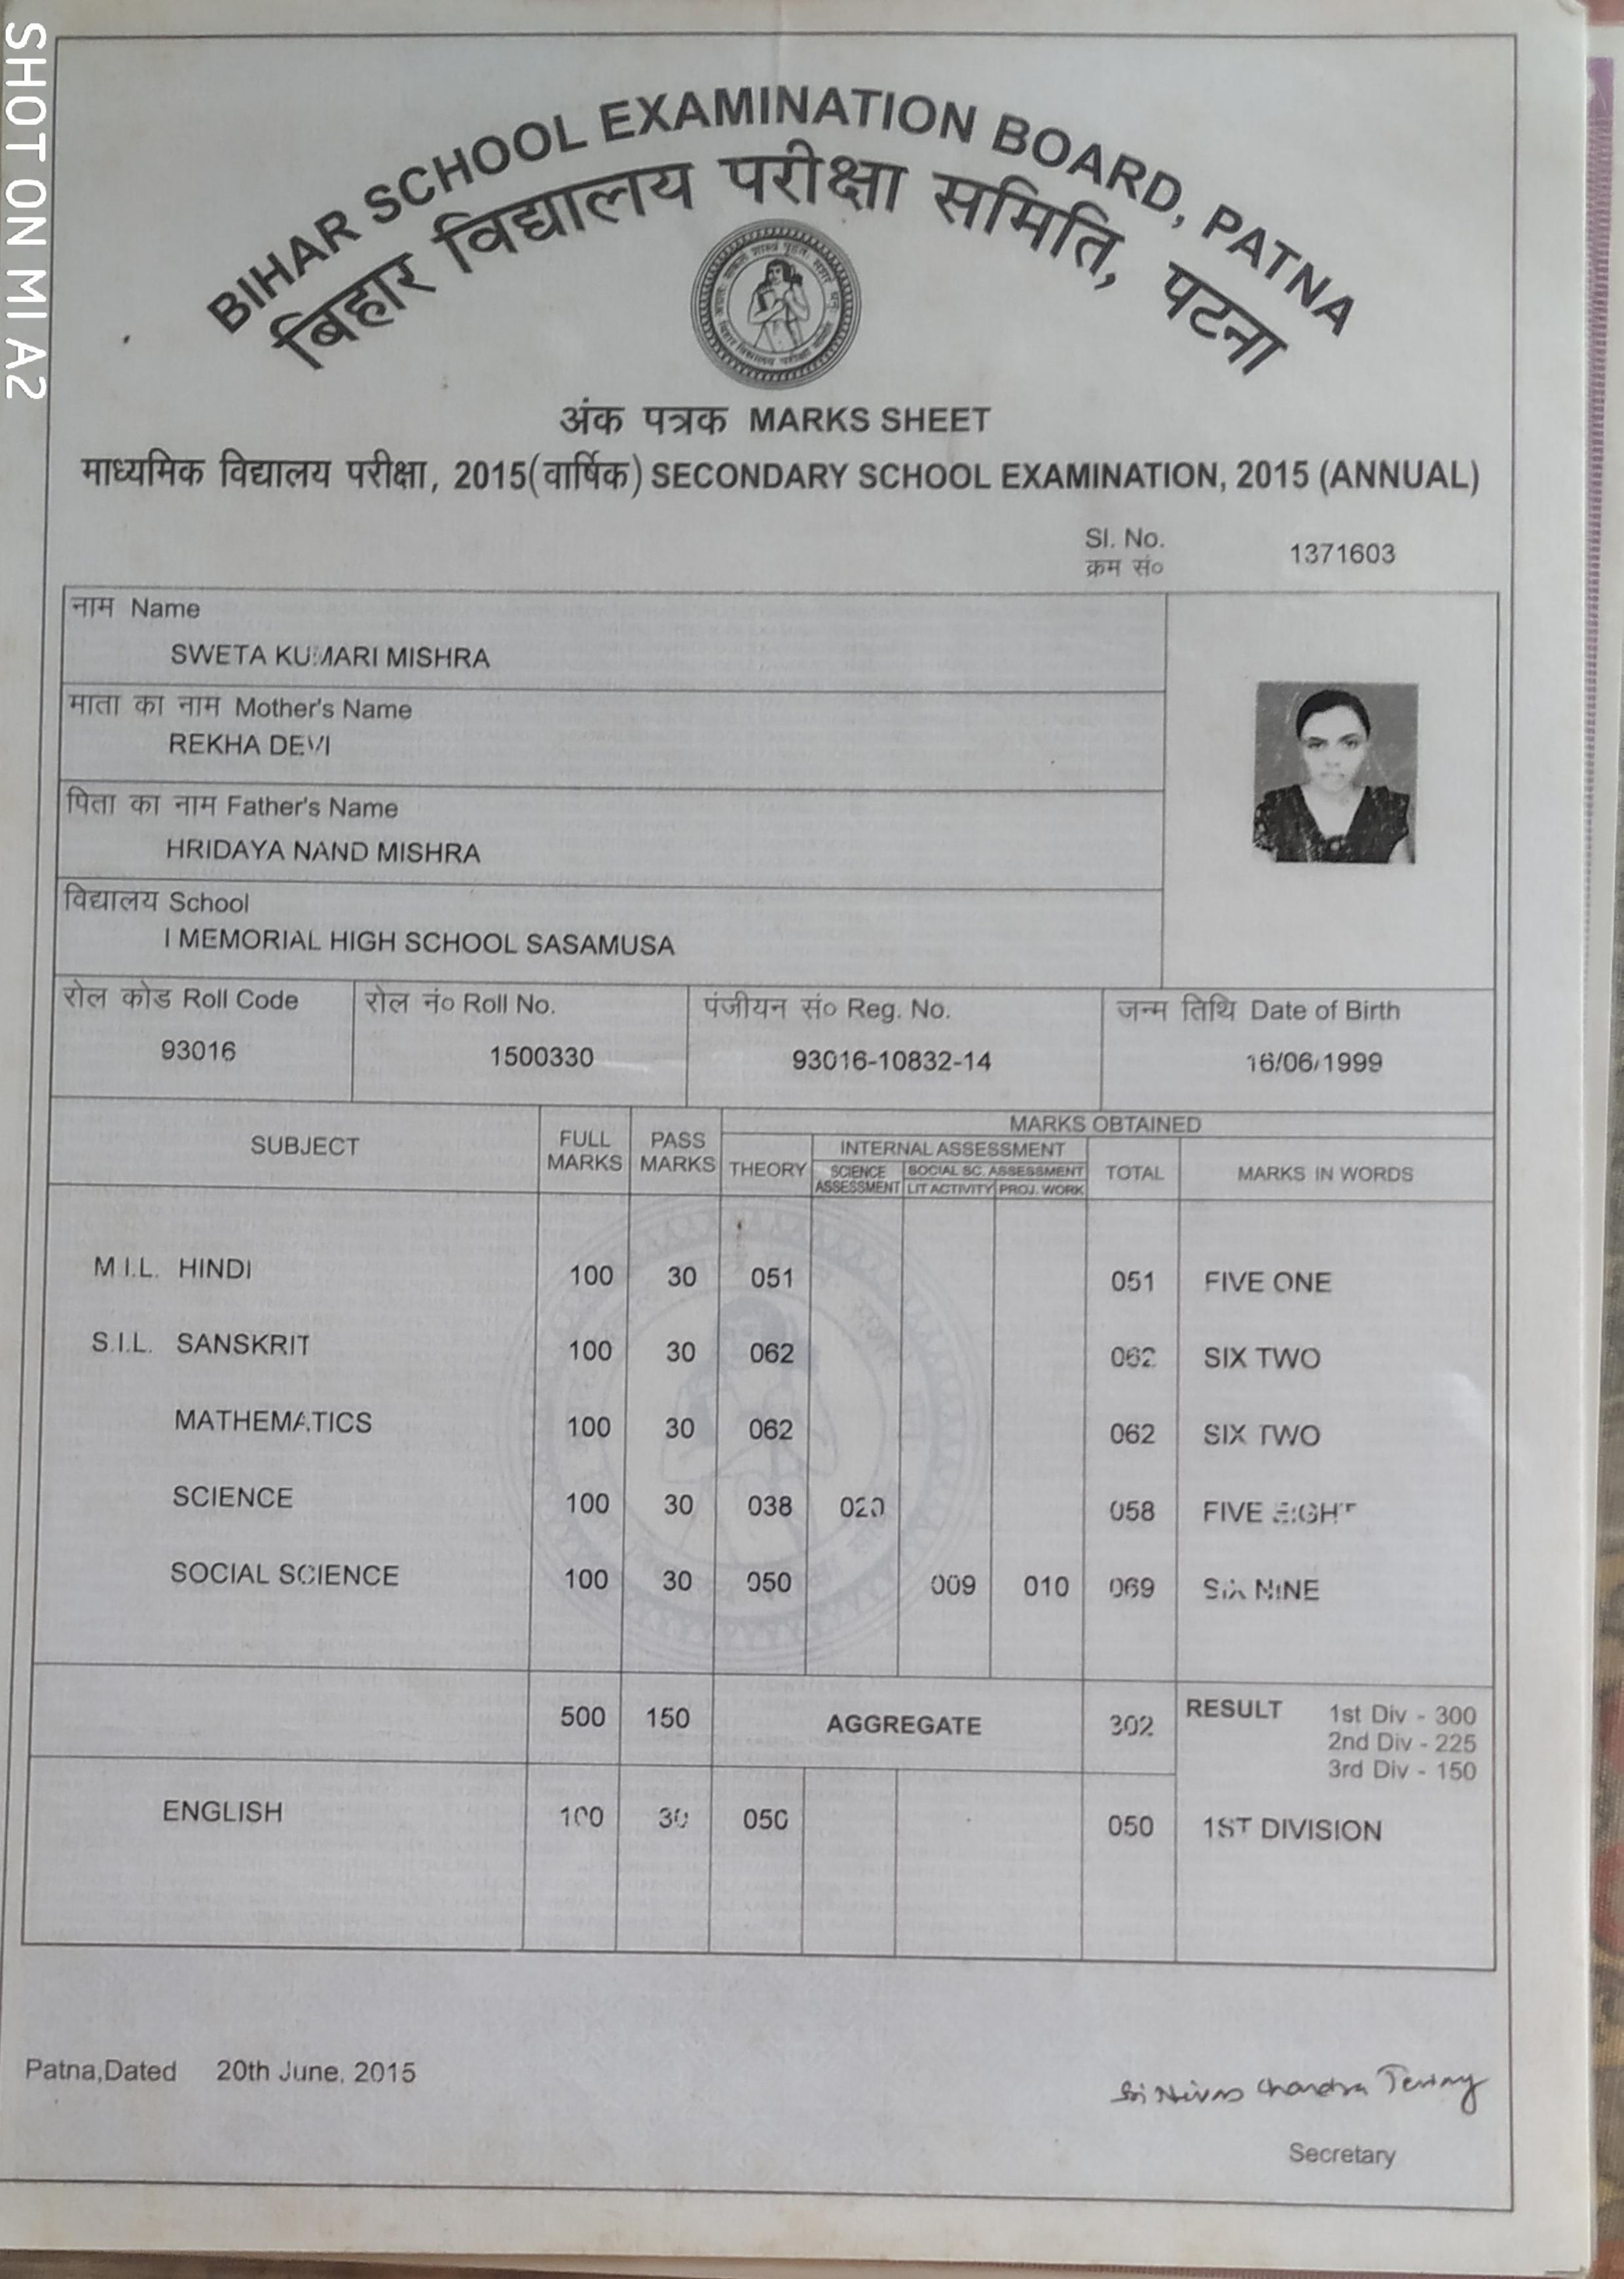 SHOT ON MI A2
BIHAR SCHOOL EXAMINATION BOARD, PATNA
बिहार विद्यालय परीक्षा समिति, पटना
अंक पत्रक MARKS SHEET
माध्यमिक विद्यालय परीक्षा, 2015(वार्षिक) SECONDARY SCHOOL EXAMINATION, 2015 (ANNUAL)
Sl. No. 1371603
क्रम सं०
नाम Name
SWETA KUMARI MISHRA
माता का नाम Mother's Name
REKHA DEVI
पिता का नाम Father's Name
HRIDAYA NAND MISHRA
विद्यालय School
I MEMORIAL HIGH SCHOOL SASAMUSA
रोल कोड Roll Code रोल नं० Roll No. पंजीयन सं० Reg. No. जन्म तिथि Date of Birth
93016 1500330 93016-10832-14 16/06/1999
MARKS OBTAINED
SUBJECT FULL MARKS PASS MARKS THEORY INTERNAL ASSESSMENT TOTAL MARKS IN WORDS
SCIENCE ASSESSMENT SOCIAL SC. ASSESSMENT
LIT ACTIVITY PROJ. WORK
M.I.L. HINDI 100 30 051 051 FIVE ONE
S.I.L. SANSKRIT 100 30 062 062 SIX TWO
MATHEMATICS 100 30 062 062 SIX TWO
SCIENCE 100 30 038 020 058 FIVE EIGHT
SOCIAL SCIENCE 100 30 050 009 010 069 SIX NINE
500 150 AGGREGATE 302 RESULT 1st Div - 300
2nd Div - 225
3rd Div - 150
ENGLISH 100 30 050 050 1ST DIVISION
Patna,Dated 20th June, 2015
Secretary